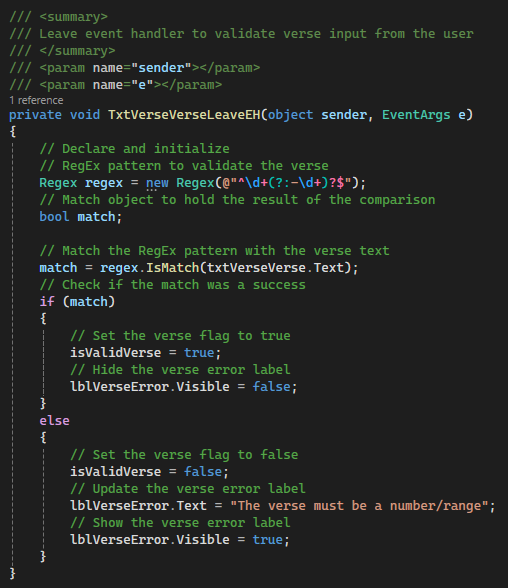 /// <summary>
/// Leave event handler to validate verse input from the user
/// </summary>
/// <param name="sender"></param>
/// <param name="e"></param>
1 reference
private void TxtVerseVerseLeaveEH(object sender, EventArgs e)
{
// Declare and initialize
// RegEx pattern to validate the verse
Regex regex = new Regex(@"^\d+(?:-\d+)?$");
// Match object to hold the result of the comparison
bool match;
// Match the RegEx pattern with the verse text
match = regex.IsMatch(txtVerseVerse.Text);
// Check if the match was a success
if (match)
{
// Set the verse flag to true
isValidVerse = true;
// Hide the verse error label
lblVerseError.Visible = false;
}
else
{
// Set the verse flag to false
isValidVerse = false;
// Update the verse error label
lblVerseError.Text = "The verse must be a number/range";
// Show the verse error label
lblVerseError.Visible = true;
}
}